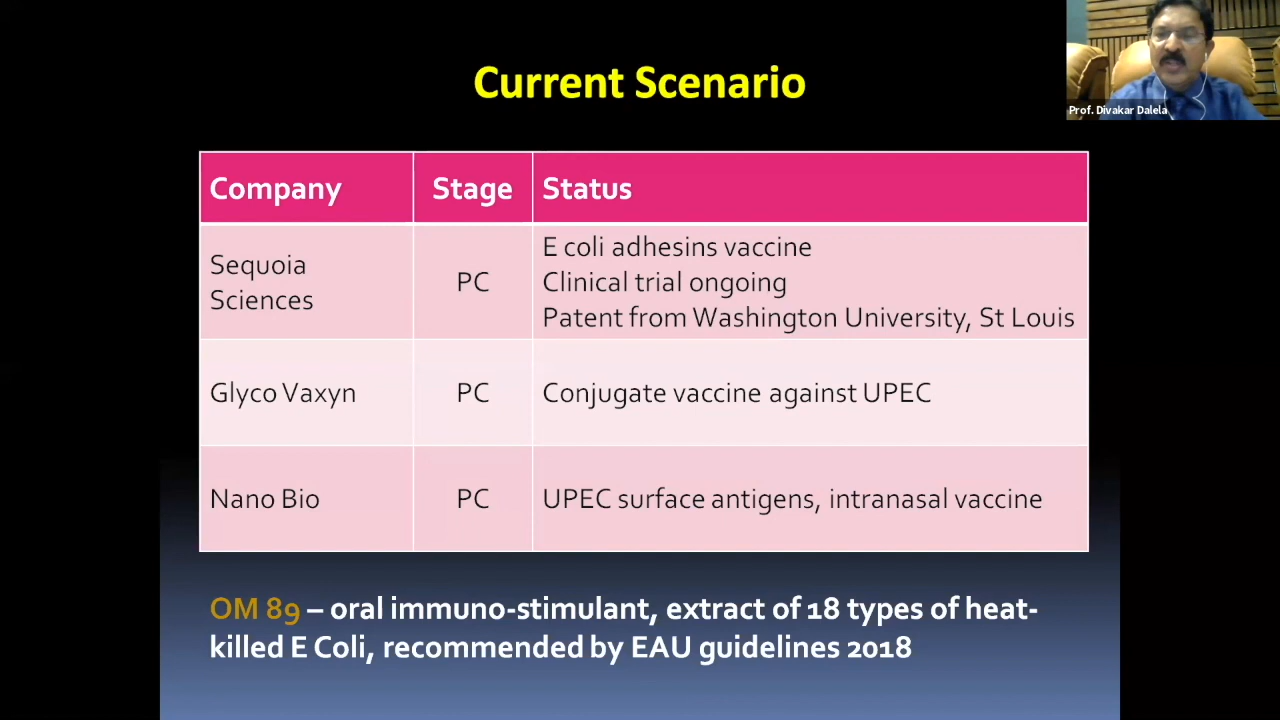 Current Scenario
Prof. Divakar Dalela
Company Stage Status
Sequoia Sciences PC E coli adhesins vaccine
Clinical trial ongoing
Patent from Washington University, St Louis
Glyco Vaxyn PC Conjugate vaccine against UPEC
Nano Bio PC UPEC surface antigens, intranasal vaccine
OM 89 – oral immuno-stimulant, extract of 18 types of heat-
killed E Coli, recommended by EAU guidelines 2018